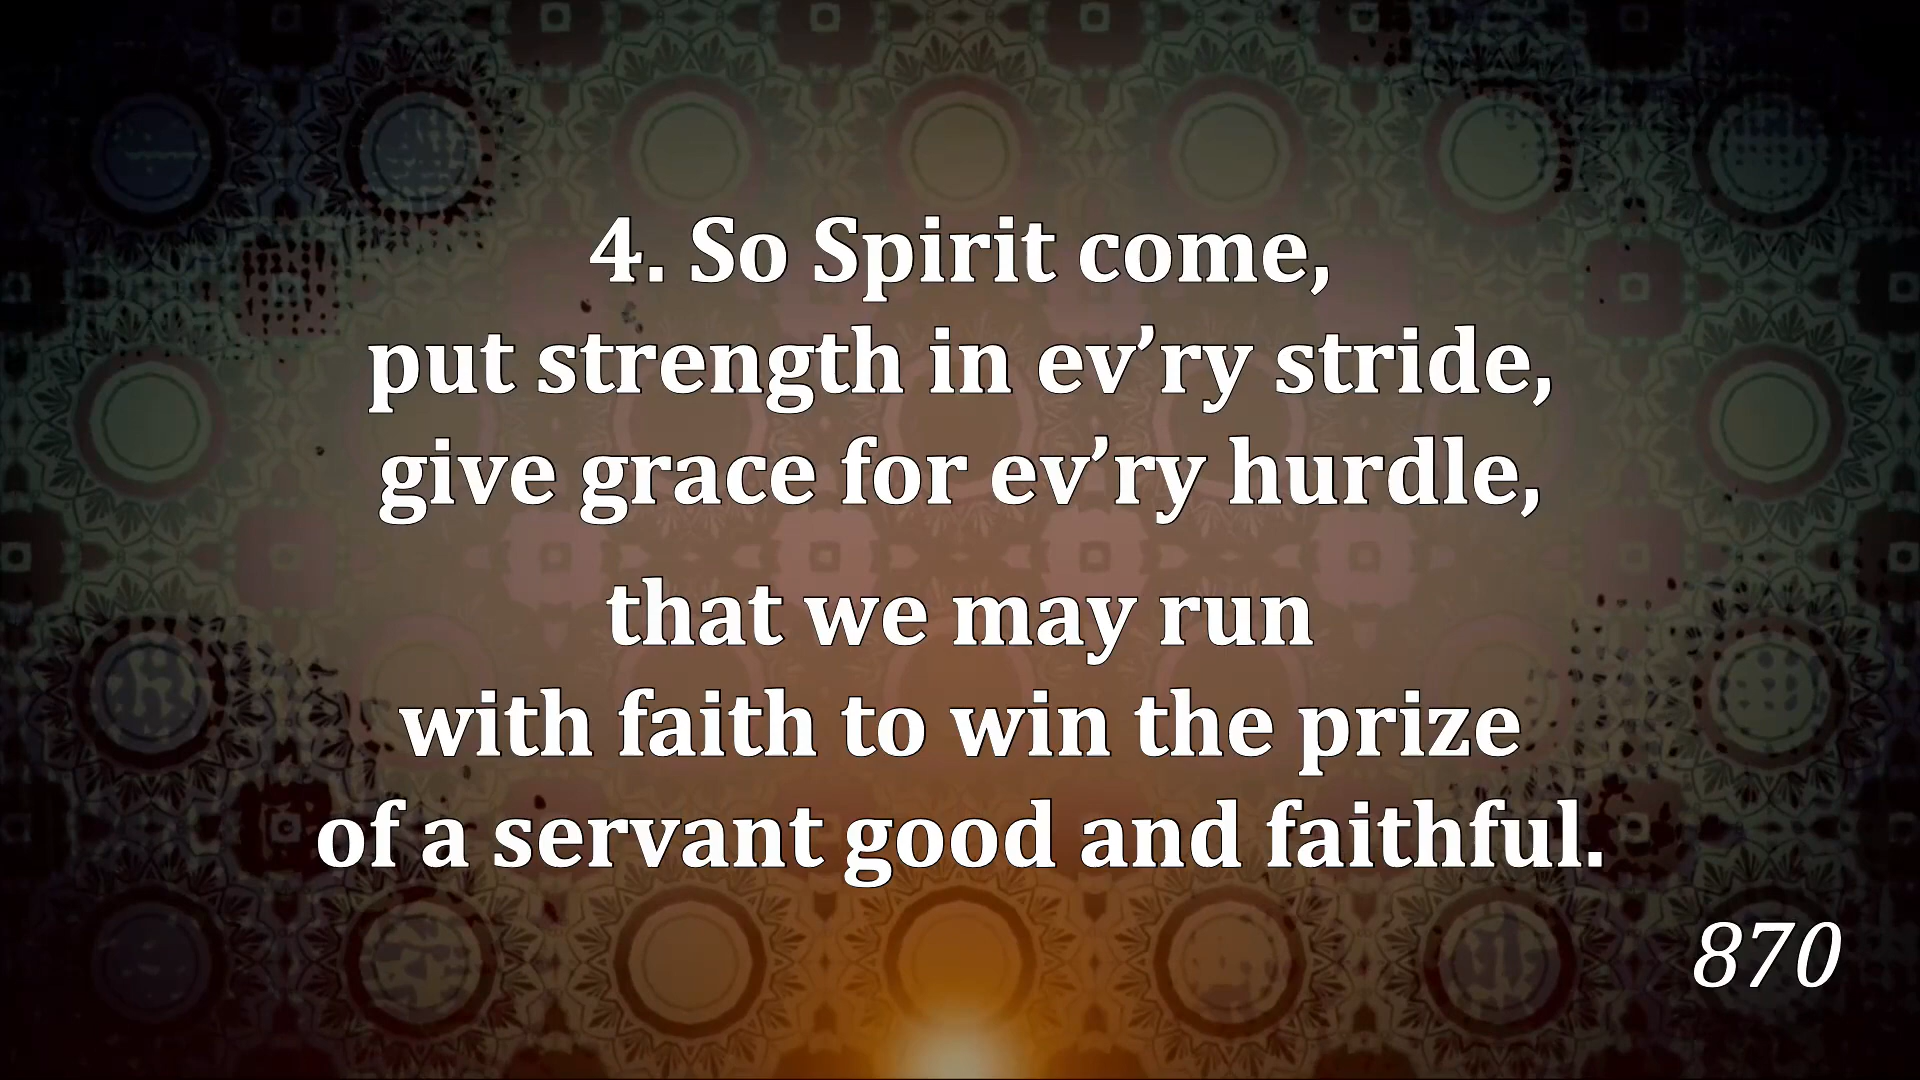 4. So Spirit come,
put strength in ev’ry stride,
give grace for ev’ry hurdle,
that we may run
with faith to win the prize
of a servant good and faithful.
870